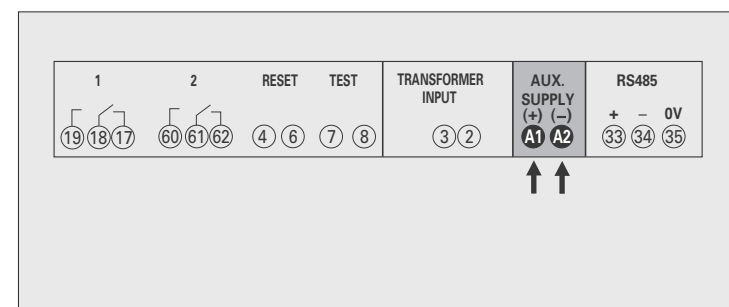 1 2 RESET TEST TRANSFORMER INPUT AUX. SUPPLY RS485
(+) (–) + – 0V
19 18 17 60 61 62 4 6 7 8 3 2 A1 A2 33 34 35